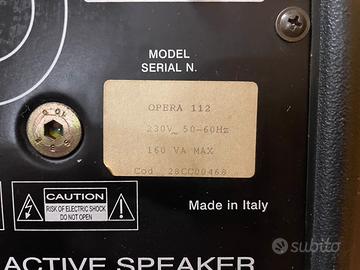 MODEL
SERIAL N.
OPERA 112
230V~ 50-60Hz
160 VA MAX
Cod. 28CC00468
CAUTION
RISK OF ELECTRIC SHOCK
DO NOT OPEN
Made in Italy
ACTIVE SPEAKER
subito